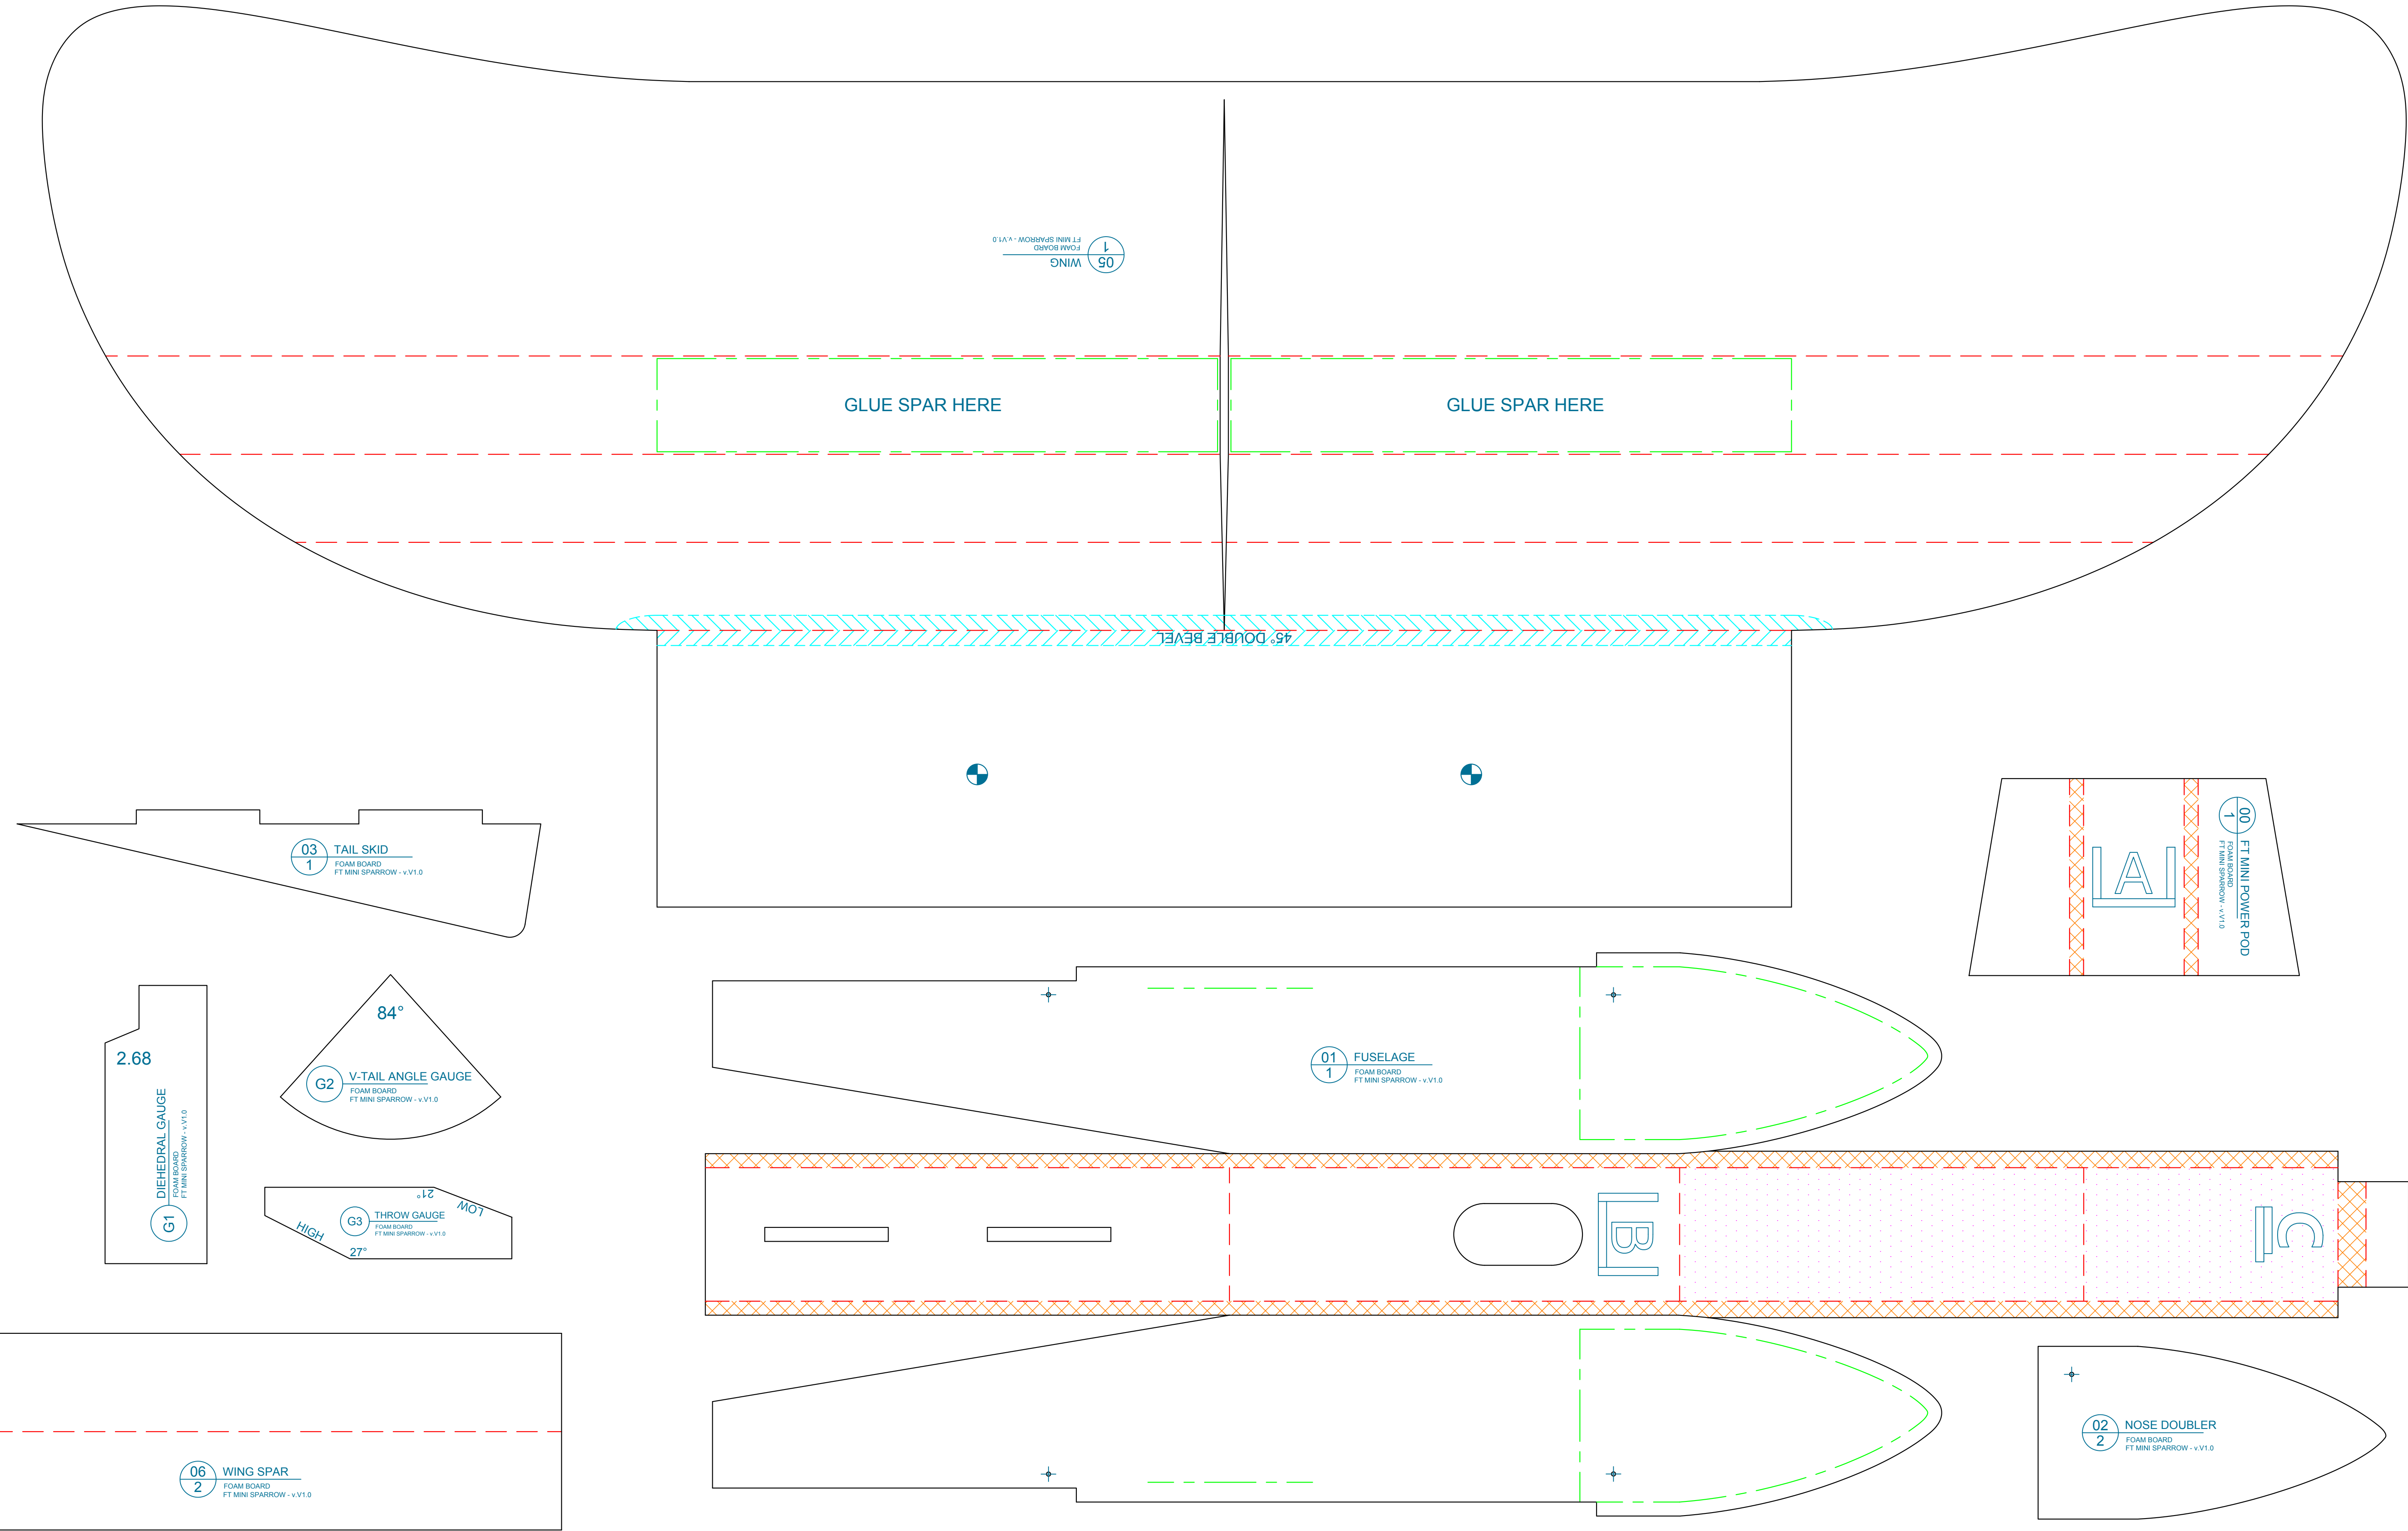 05
1
WING
FOAM BOARD
FT MINI SPARROW - v.V1.0
GLUE SPAR HERE
GLUE SPAR HERE
45° DOUBLE BEVEL
03
1
TAIL SKID
FOAM BOARD
FT MINI SPARROW - v.V1.0
00
1
FT MINI POWER POD
FOAM BOARD
FT MINI SPARROW - v.V1.0
A
2.68
G1
DIEHEDRAL GAUGE
FOAM BOARD
FT MINI SPARROW - v.V1.0
84°
G2
V-TAIL ANGLE GAUGE
FOAM BOARD
FT MINI SPARROW - v.V1.0
01
1
FUSELAGE
FOAM BOARD
FT MINI SPARROW - v.V1.0
21°
LOW
G3
THROW GAUGE
FOAM BOARD
FT MINI SPARROW - v.V1.0
HIGH
27°
B
C
06
2
WING SPAR
FOAM BOARD
FT MINI SPARROW - v.V1.0
02
2
NOSE DOUBLER
FOAM BOARD
FT MINI SPARROW - v.V1.0